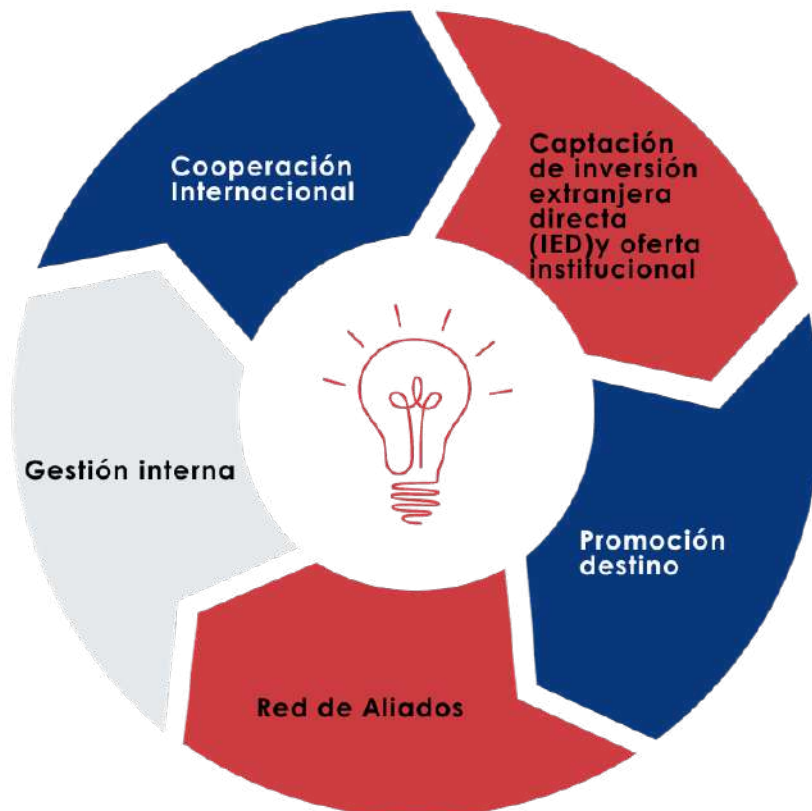 Cooperación
Internacional
Captación
de inversión
extranjera
directa
(IED)y oferta
institucional
Promoción
destino
Red de Aliados
Gestión interna